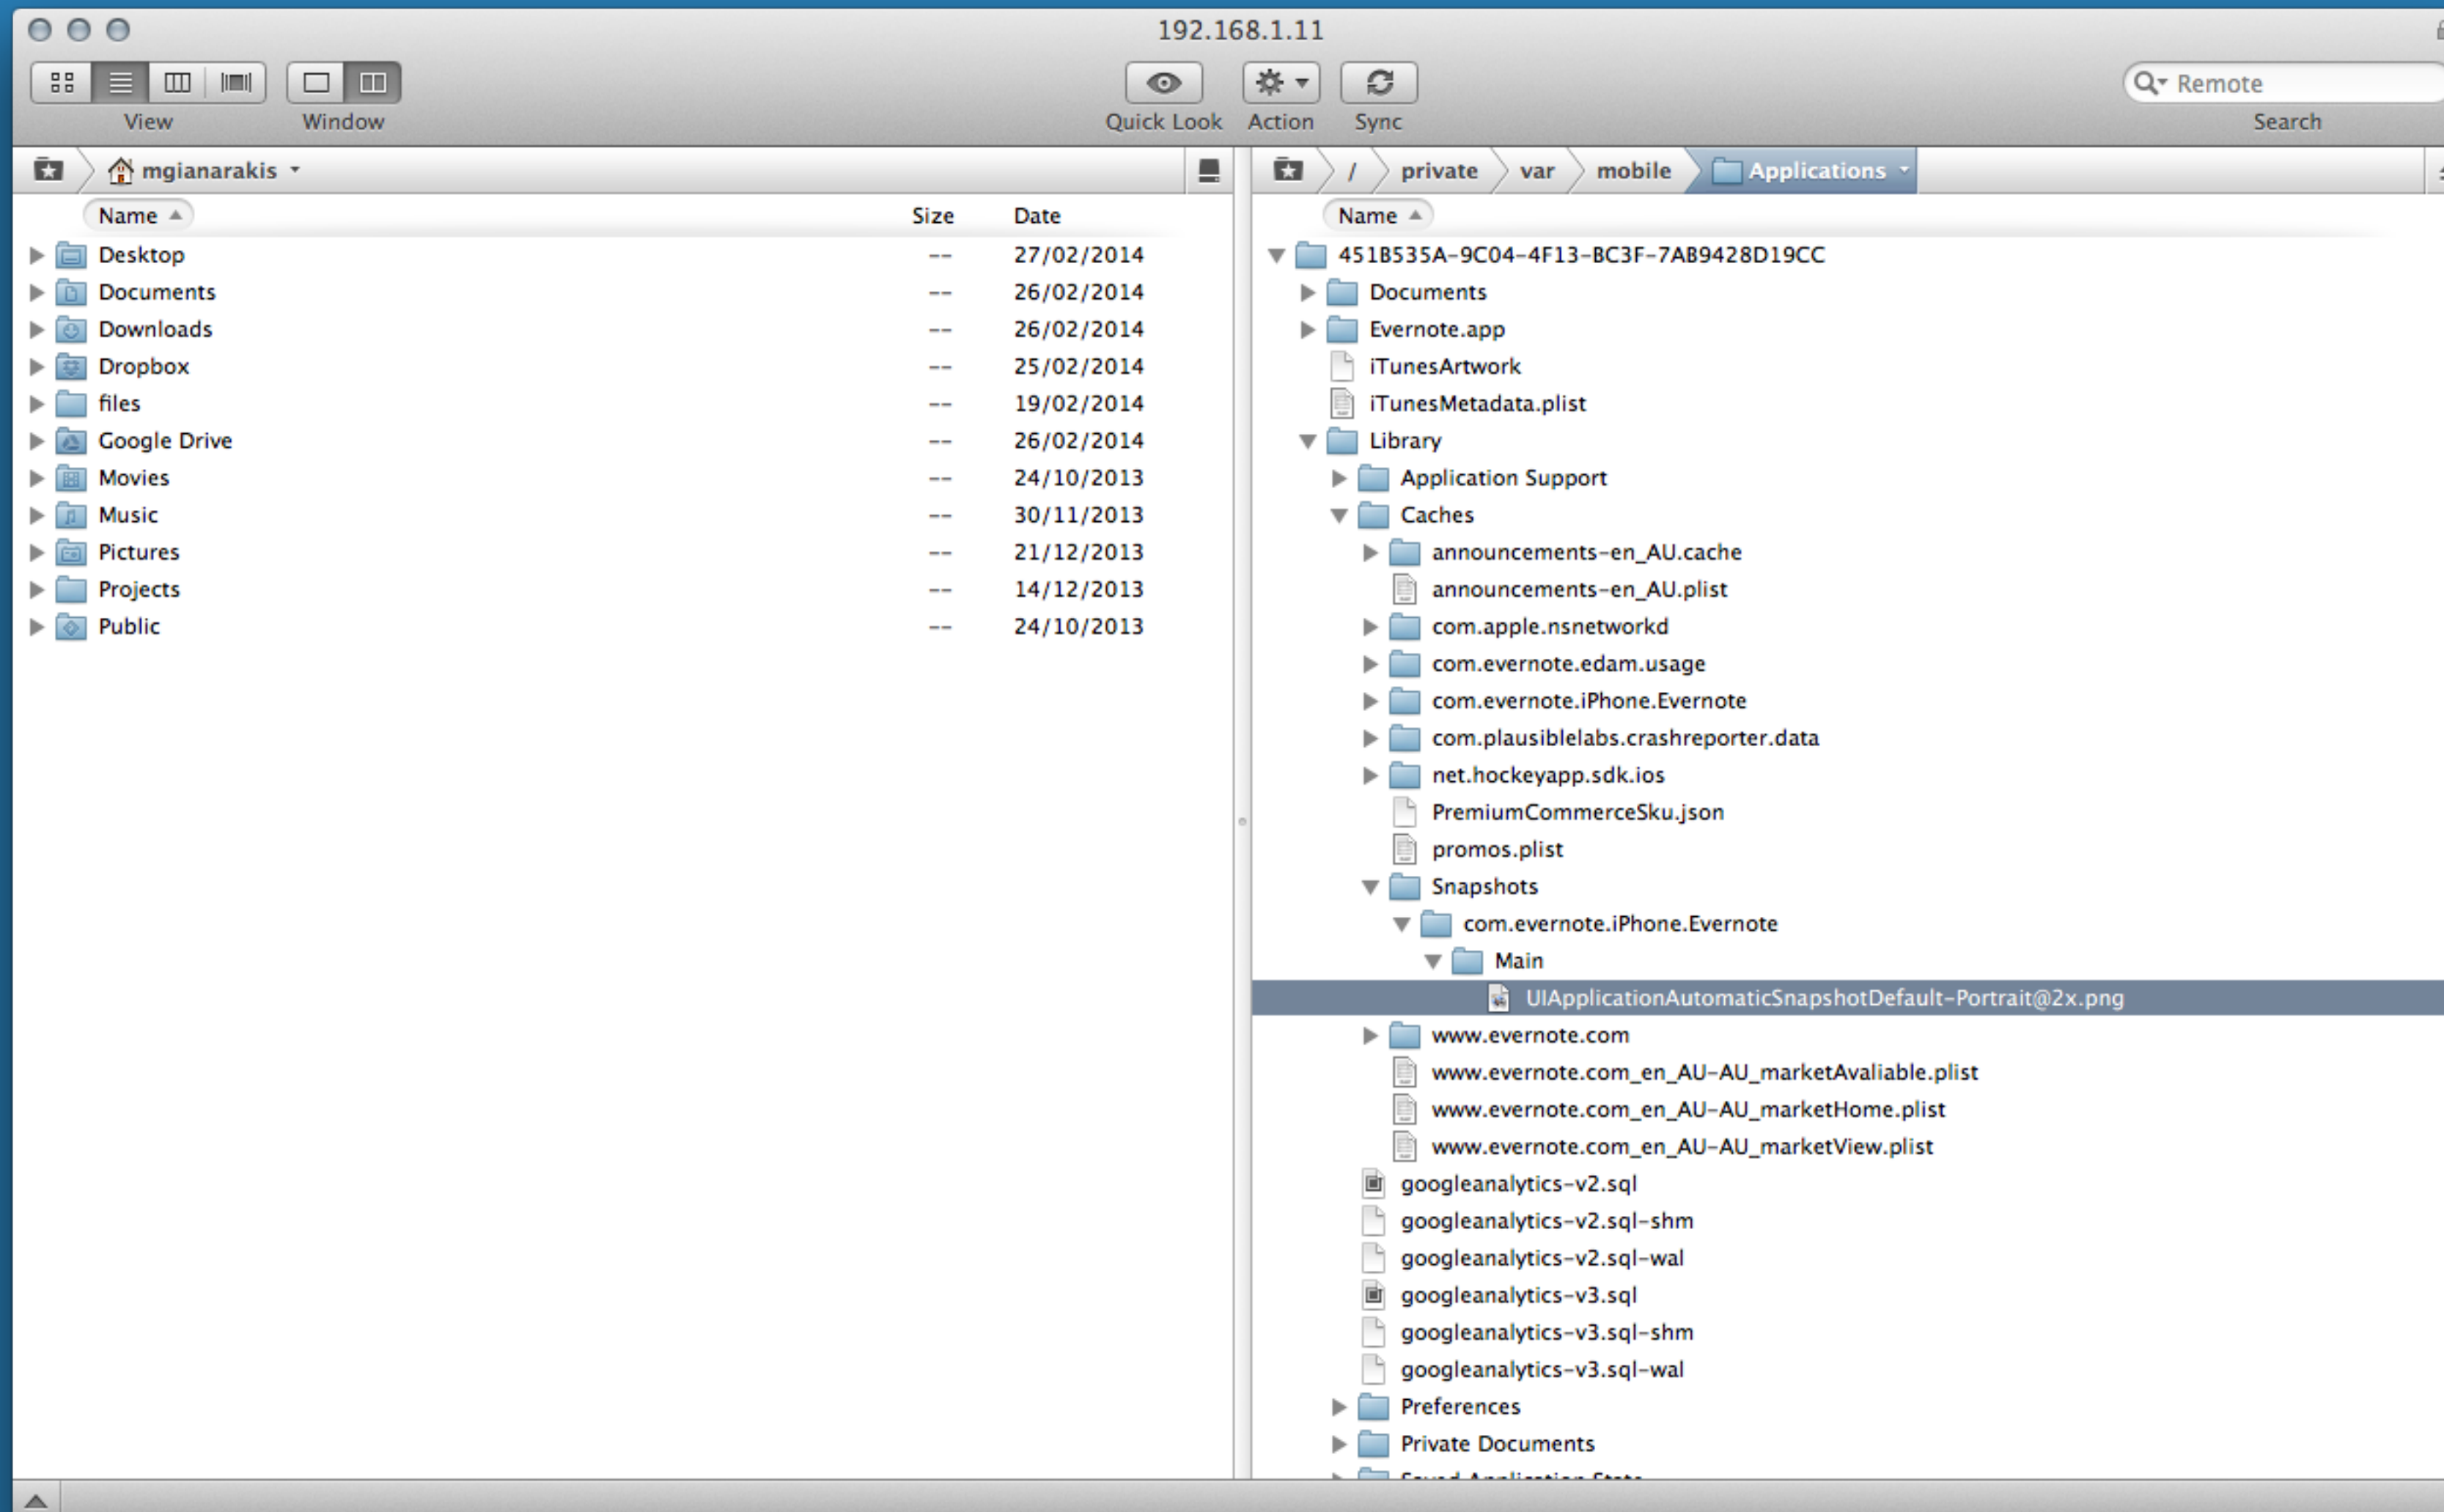 192.168.1.11
View
Window
Quick Look
Action
Sync
Remote
Search
mgianarakis
Name
Size
Date
Desktop -- 27/02/2014
Documents -- 26/02/2014
Downloads -- 26/02/2014
Dropbox -- 25/02/2014
files -- 19/02/2014
Google Drive -- 26/02/2014
Movies -- 24/10/2013
Music -- 30/11/2013
Pictures -- 21/12/2013
Projects -- 14/12/2013
Public -- 24/10/2013
/ private var mobile Applications
Name
451B535A-9C04-4F13-BC3F-7AB9428D19CC
Documents
Evernote.app
iTunesArtwork
iTunesMetadata.plist
Library
Application Support
Caches
announcements-en_AU.cache
announcements-en_AU.plist
com.apple.nsnetworkd
com.evernote.edam.usage
com.evernote.iPhone.Evernote
com.plausiblelabs.crashreporter.data
net.hockeyapp.sdk.ios
PremiumCommerceSku.json
promos.plist
Snapshots
com.evernote.iPhone.Evernote
Main
UIApplicationAutomaticSnapshotDefault-Portrait@2x.png
www.evernote.com
www.evernote.com_en_AU-AU_marketAvaliable.plist
www.evernote.com_en_AU-AU_marketHome.plist
www.evernote.com_en_AU-AU_marketView.plist
googleanalytics-v2.sql
googleanalytics-v2.sql-shm
googleanalytics-v2.sql-wal
googleanalytics-v3.sql
googleanalytics-v3.sql-shm
googleanalytics-v3.sql-wal
Preferences
Private Documents
Saved Application State